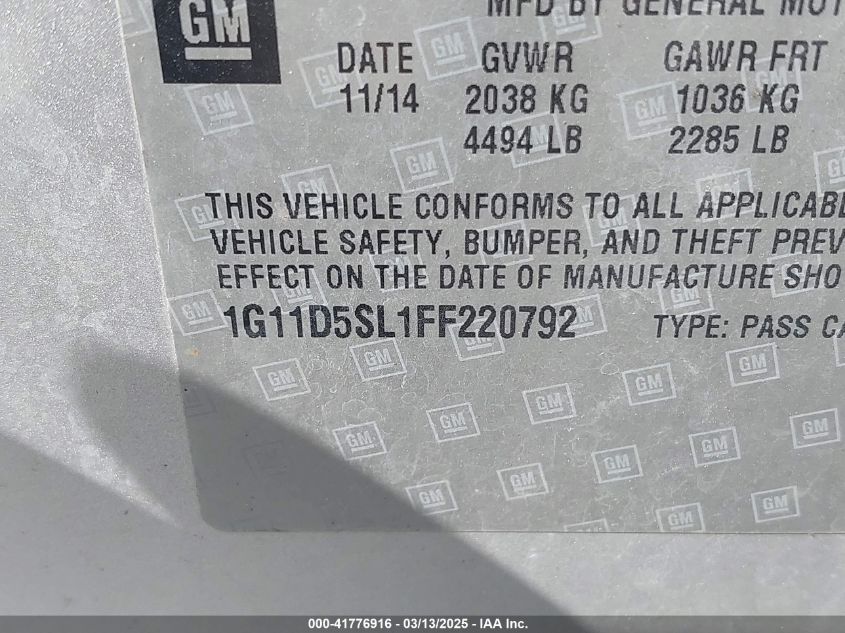 GM
MFD BY GENERAL MOT
DATE GVWR GAWR FRT
11/14 2038 KG 1036 KG
4494 LB 2285 LB
THIS VEHICLE CONFORMS TO ALL APPLICABLE
VEHICLE SAFETY, BUMPER, AND THEFT PREV
EFFECT ON THE DATE OF MANUFACTURE SHO
1G11D5SL1FF220792 TYPE: PASS CA
000-41776916 - 03/13/2025 - IAA Inc.